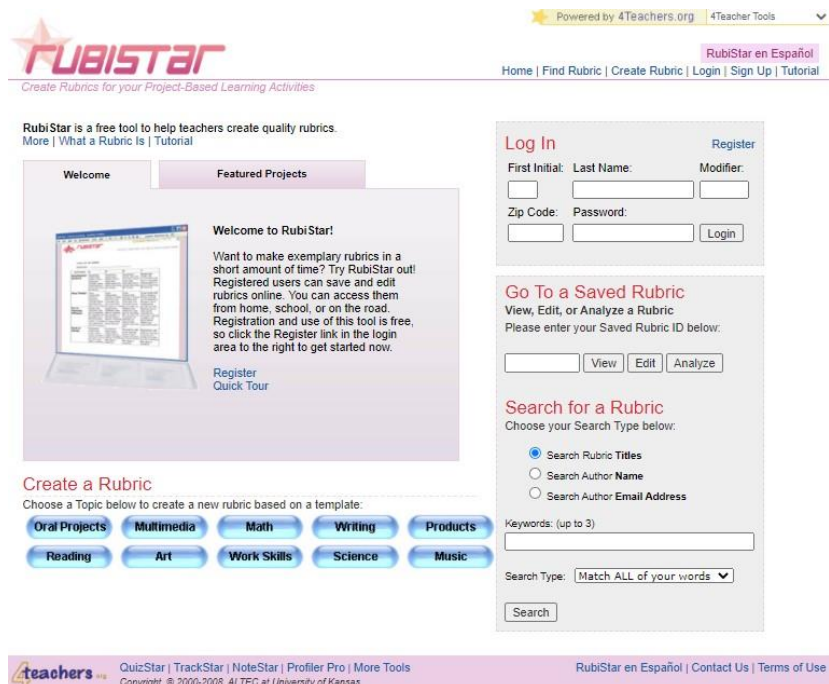 Powered by 4Teachers.org 4Teacher Tools
RUBISTAR
Create Rubrics for your Project-Based Learning Activities
RubiStar en Español
Home | Find Rubric | Create Rubric | Login | Sign Up | Tutorial
RubiStar is a free tool to help teachers create quality rubrics.
More | What a Rubric Is | Tutorial
Welcome
Featured Projects
Welcome to RubiStar!
Want to make exemplary rubrics in a
short amount of time? Try RubiStar out!
Registered users can save and edit
rubrics online. You can access them
from home, school, or on the road.
Registration and use of this tool is free,
so click the Register link in the login
area to the right to get started now.
Register
Quick Tour
Create a Rubric
Choose a Topic below to create a new rubric based on a template:
Oral Projects Multimedia Math Writing Products
Reading Art Work Skills Science Music
Log In Register
First Initial: Last Name: Modifier:
Zip Code: Password:
Login
Go To a Saved Rubric
View, Edit, or Analyze a Rubric
Please enter your Saved Rubric ID below:
View Edit Analyze
Search for a Rubric
Choose your Search Type below:
Search Rubric Titles
Search Author Name
Search Author Email Address
Keywords: (up to 3)
Search Type: Match ALL of your words
Search
4teachers.org QuizStar | TrackStar | NoteStar | Profiler Pro | More Tools
Copyright ® 2000-2008 ALTEC at University of Kansas
RubiStar en Español | Contact Us | Terms of Use